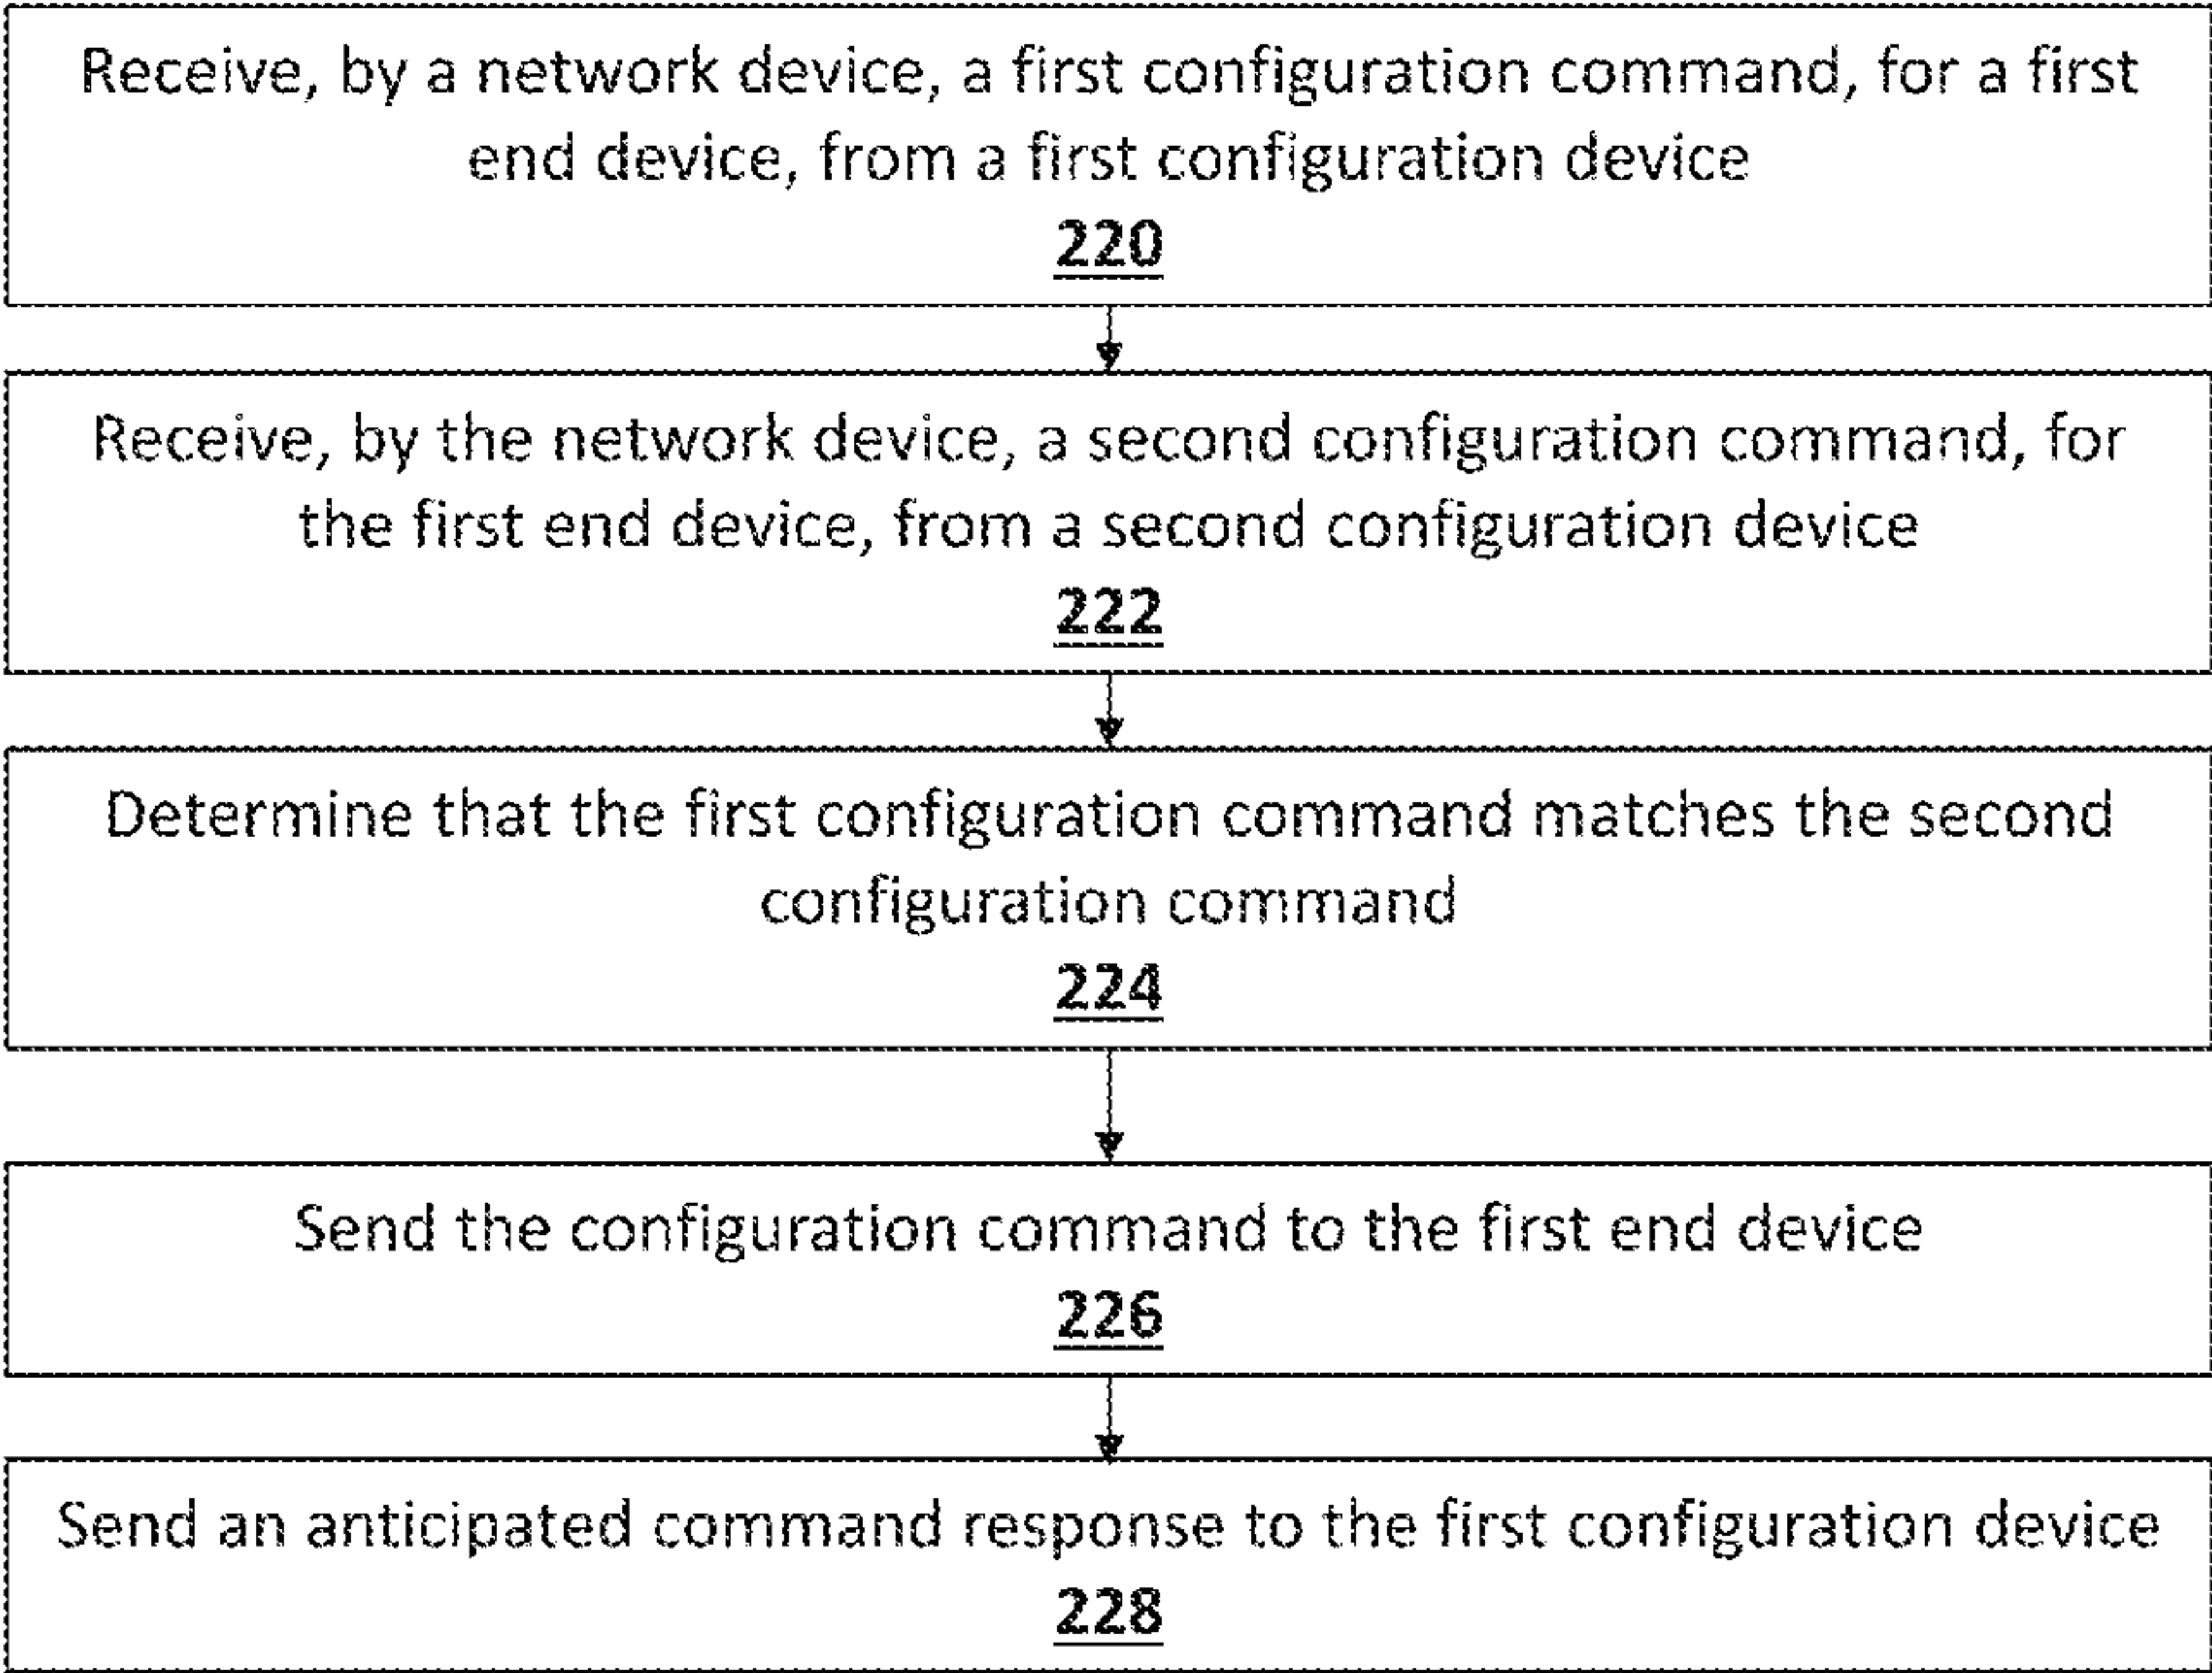 Receive, by a network device, a first configuration command, for a first
end device, from a first configuration device
220
Receive, by the network device, a second configuration command, for
the first end device, from a second configuration device
222
Determine that the first configuration command matches the second
configuration command
224
Send the configuration command to the first end device
226
Send an anticipated command response to the first configuration device
228